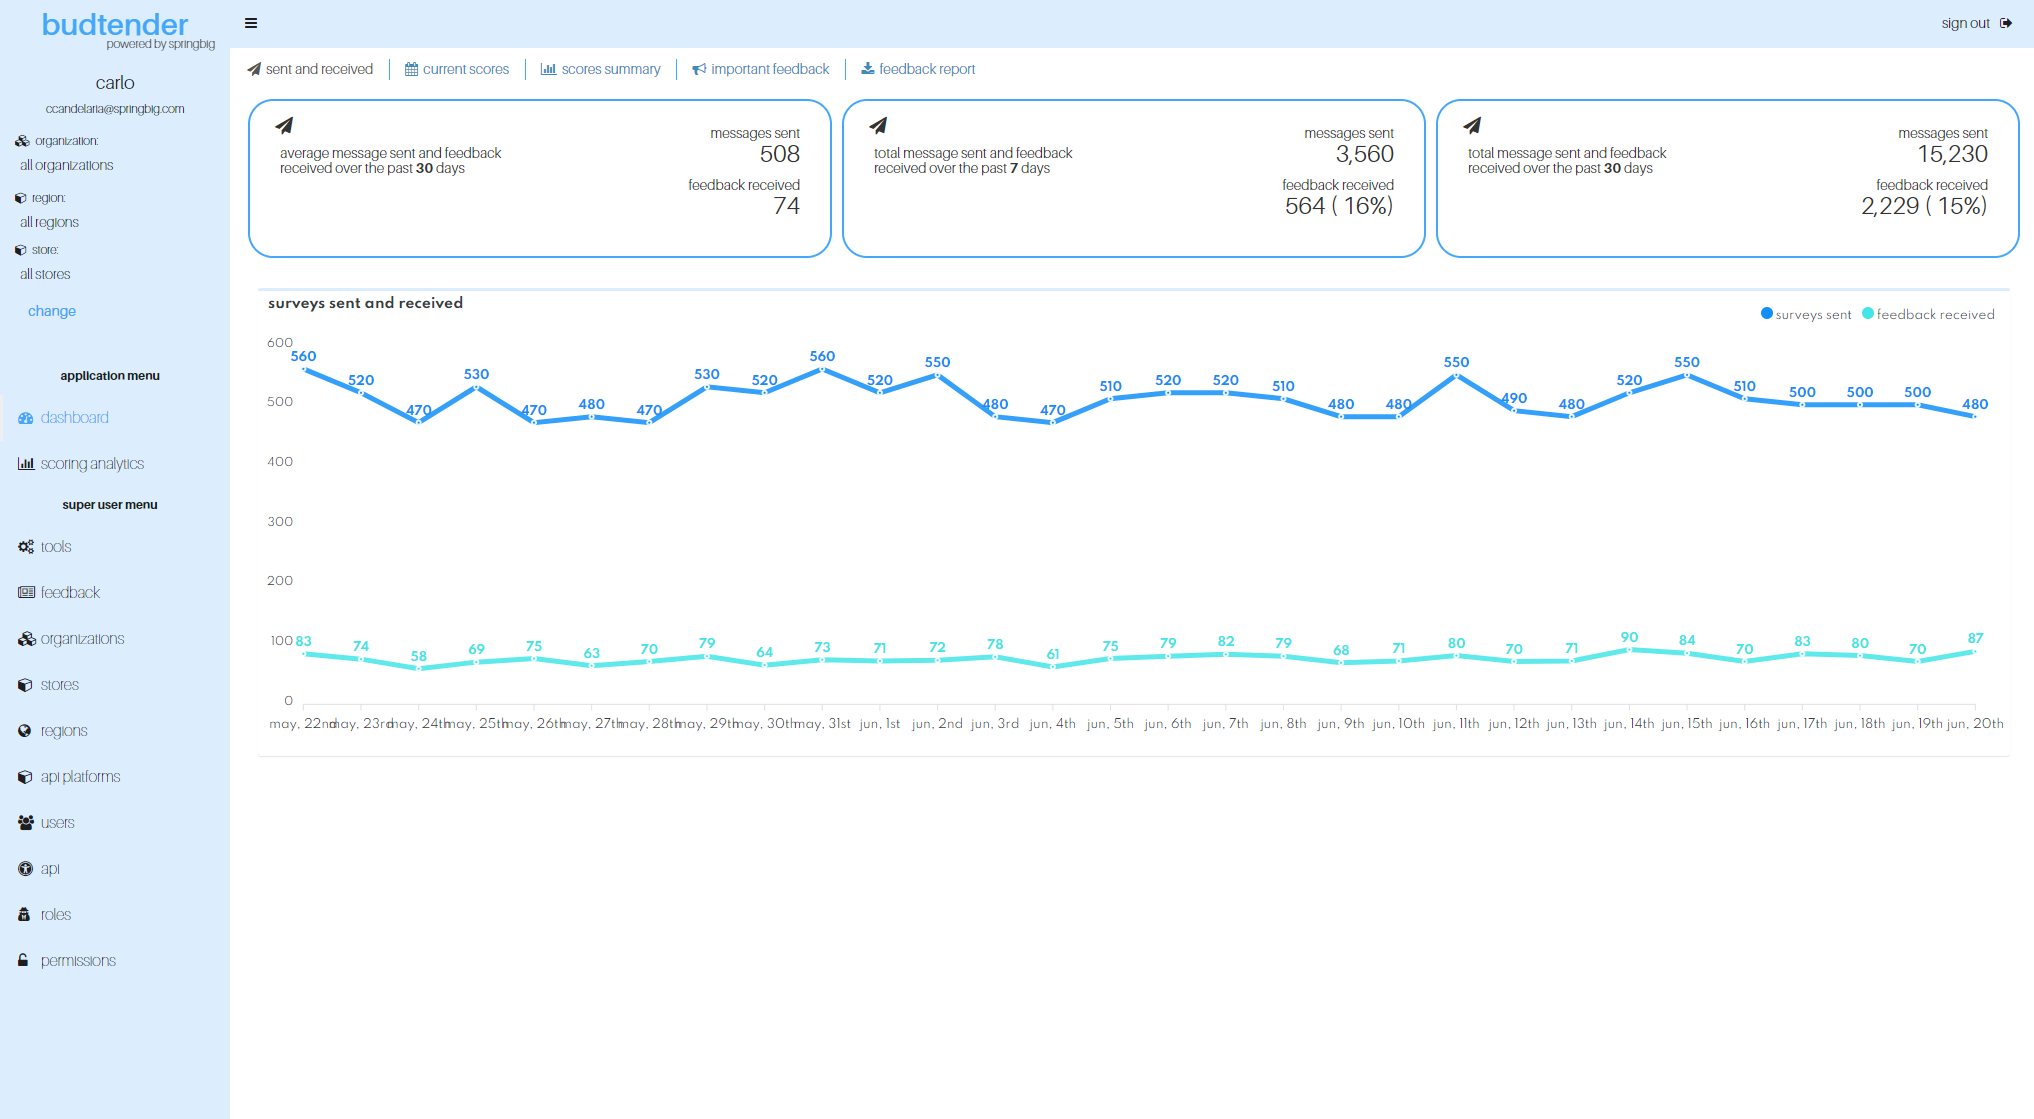 budtender
powered by springbig
carlo
ccandelaria@springbig.com
organization:
all organizations
region:
all regions
store:
all stores
change
application menu
dashboard
scoring analytics
super user menu
tools
feedback
organizations
stores
regions
api platforms
users
api
roles
permissions
sign out
sent and received current scores scores summary important feedback feedback report
average message sent and feedback
received over the past 30 days
messages sent
508
feedback received
74
total message sent and feedback
received over the past 7 days
messages sent
3,560
feedback received
564 ( 16%)
total message sent and feedback
received over the past 30 days
messages sent
15,230
feedback received
2,229 ( 15%)
surveys sent and received
surveys sent feedback received
600
500
400
300
200
100
0
560 520 470 530 470 480 470 530 520 560 520 550 480 470 510 520 520 510 480 480 550 490 480 520 550 510 500 500 500 480
83 74 58 69 75 63 70 79 64 73 71 72 78 61 75 79 82 79 68 71 80 70 71 90 84 70 83 80 70 87
may, 22nd may, 23rd may, 24th may, 25th may, 26th may, 27th may, 28th may, 29th may, 30th may, 31st jun, 1st jun, 2nd jun, 3rd jun, 4th jun, 5th jun, 6th jun, 7th jun, 8th jun, 9th jun, 10th jun, 11th jun, 12th jun, 13th jun, 14th jun, 15th jun, 16th jun, 17th jun, 18th jun, 19th jun, 20th